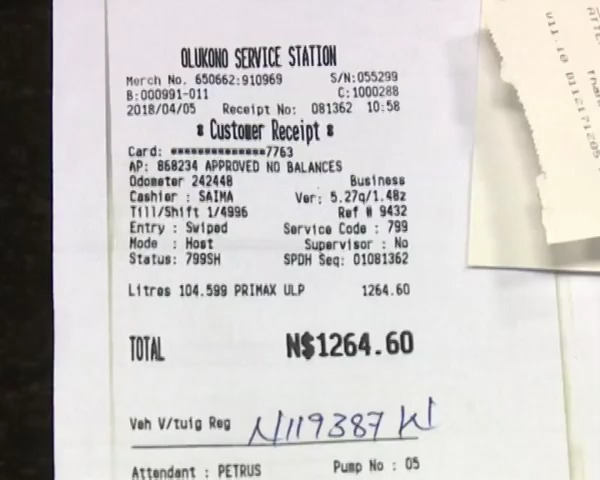 OLUKONO SERVICE STATION
Merch No. 650662:910969 S/N:055299
B:000991-011 C:1000288
2018/04/05 Receipt No: 081362 10:58
* Customer Receipt *
Card: ***************7763
AP: 868234 APPROVED NO BALANCES
Odometer 242448 Business
Cashier : SAIMA Ver: 5.27q/1.48z
Till/Shift 1/4996 Ref # 9432
Entry : Swiped Service Code : 799
Mode : Host Supervisor : No
Status: 799SH SPDH Seq: 01081362
Litres 104.599 PRIMAX ULP 1264.60
TOTAL N$1264.60
Veh V/tuig Reg N119387 W
Attendant : PETRUS Pump No : 05